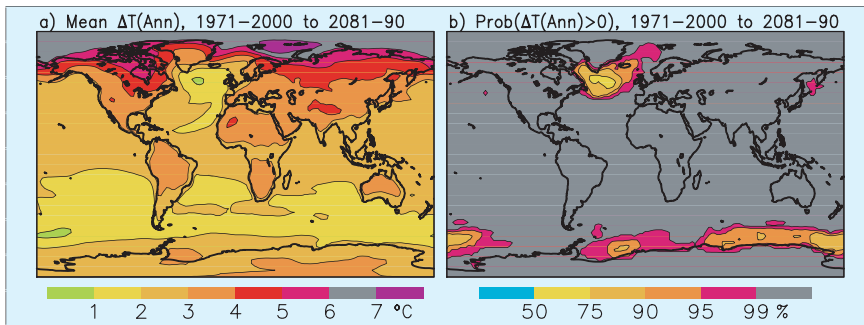 a) Mean ΔT(Ann), 1971-2000 to 2081-90
b) Prob(ΔT(Ann)>0), 1971-2000 to 2081-90
1 2 3 4 5 6 7 °C
50 75 90 95 99 %